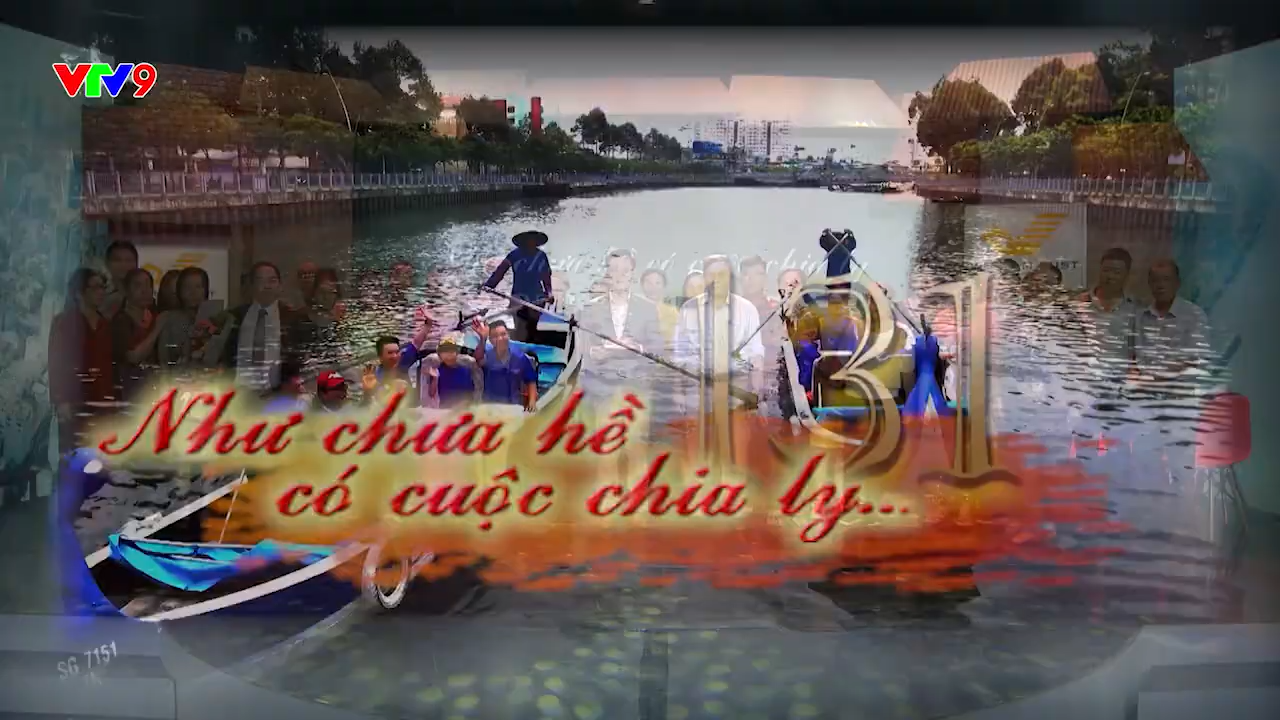 VTV9
131
Như chưa hề
có cuộc chia ly...
SG 7151